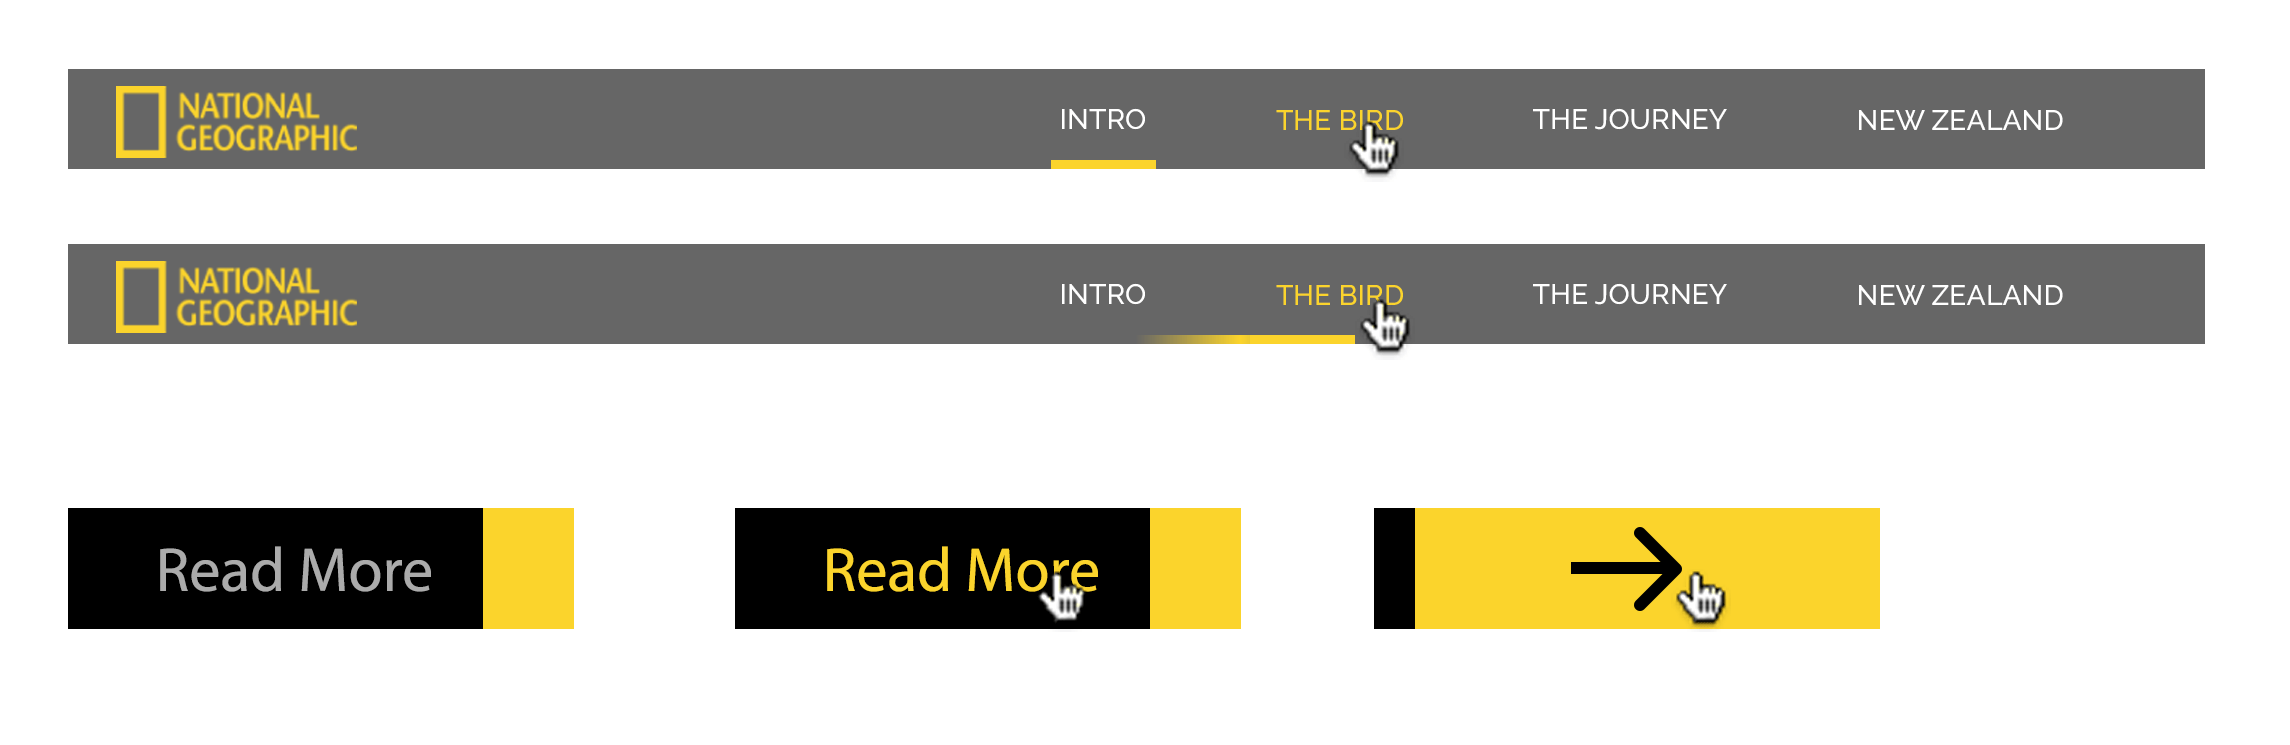 NATIONAL
GEOGRAPHIC
INTRO THE BIRD THE JOURNEY NEW ZEALAND
NATIONAL
GEOGRAPHIC
INTRO THE BIRD THE JOURNEY NEW ZEALAND
Read More Read More